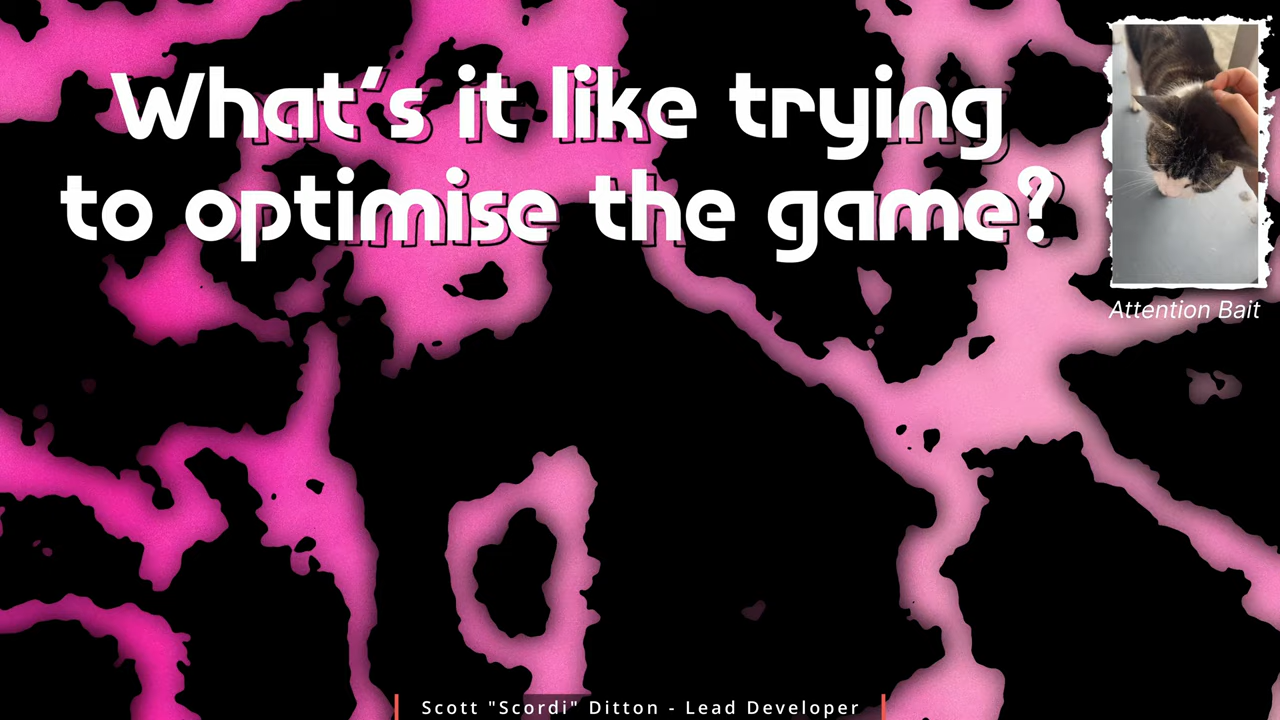 What's it like trying
to optimise the game?
Attention Bait
Scott "Scordi" Ditton - Lead Developer